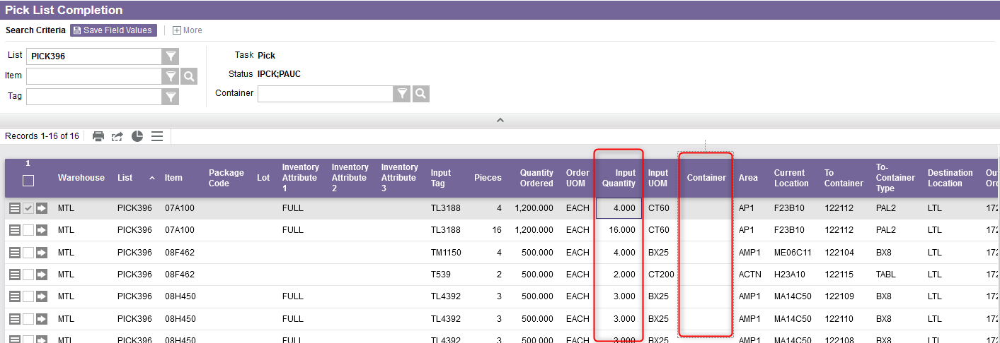 Pick List Completion
Search Criteria Save Field Values More
List PICK396 Task Pick
Item Status IPCK;PAUC
Tag Container
Records 1-16 of 16
1
Warehouse List Item Package Code Lot Inventory Attribute 1 Inventory Attribute 2 Inventory Attribute 3 Input Tag Pieces Quantity Ordered Order UOM Input Quantity Input UOM Container Area Current Location To Container To-Container Type Destination Location
MTL PICK396 07A100 FULL TL3188 4 1,200.000 EACH 4.000 CT60 AP1 F23B10 122112 PAL2 LTL
MTL PICK396 07A100 FULL TL3188 16 1,200.000 EACH 16.000 CT60 AP1 F23B10 122112 PAL2 LTL
MTL PICK396 08F462 TM1150 4 500.000 EACH 4.000 BX25 AMP1 ME06C11 122104 BX8 LTL
MTL PICK396 08F462 T539 2 500.000 EACH 2.000 CT200 ACTN H23A10 122115 TABL LTL
MTL PICK396 08H450 FULL TL4392 3 500.000 EACH 3.000 BX25 AMP1 MA14C50 122109 BX8 LTL
MTL PICK396 08H450 FULL TL4392 3 500.000 EACH 3.000 BX25 AMP1 MA14C50 122110 BX8 LTL
MTL PICK396 08H450 FULL TL4392 3 500.000 EACH 3.000 BX25 AMP1 MA14C50 122108 BX8 LTL